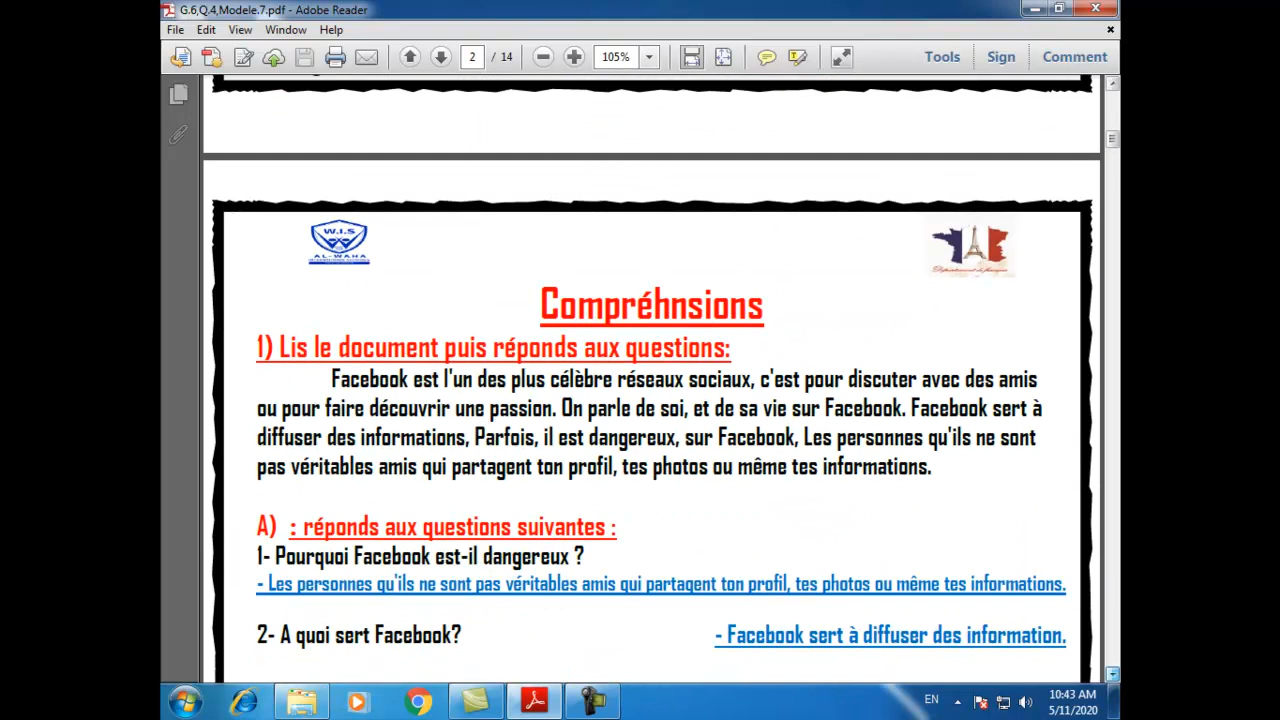 G.6,Q.4,Modele.7.pdf - Adobe Reader
File Edit View Window Help
2 / 14 105% Tools Sign Comment
W.I.S
AL-WAHA
Compréhnsions
1) Lis le document puis réponds aux questions:
Facebook est l'un des plus célèbre réseaux sociaux, c'est pour discuter avec des amis
ou pour faire découvrir une passion. On parle de soi, et de sa vie sur Facebook. Facebook sert à
diffuser des informations, Parfois, il est dangereux, sur Facebook, Les personnes qu'ils ne sont
pas véritables amis qui partagent ton profil, tes photos ou même tes informations.
A) : réponds aux questions suivantes :
1- Pourquoi Facebook est-il dangereux ?
- Les personnes qu'ils ne sont pas véritables amis qui partagent ton profil, tes photos ou même tes informations.
2- A quoi sert Facebook? - Facebook sert à diffuser des information.
EN 10:43 AM
5/11/2020